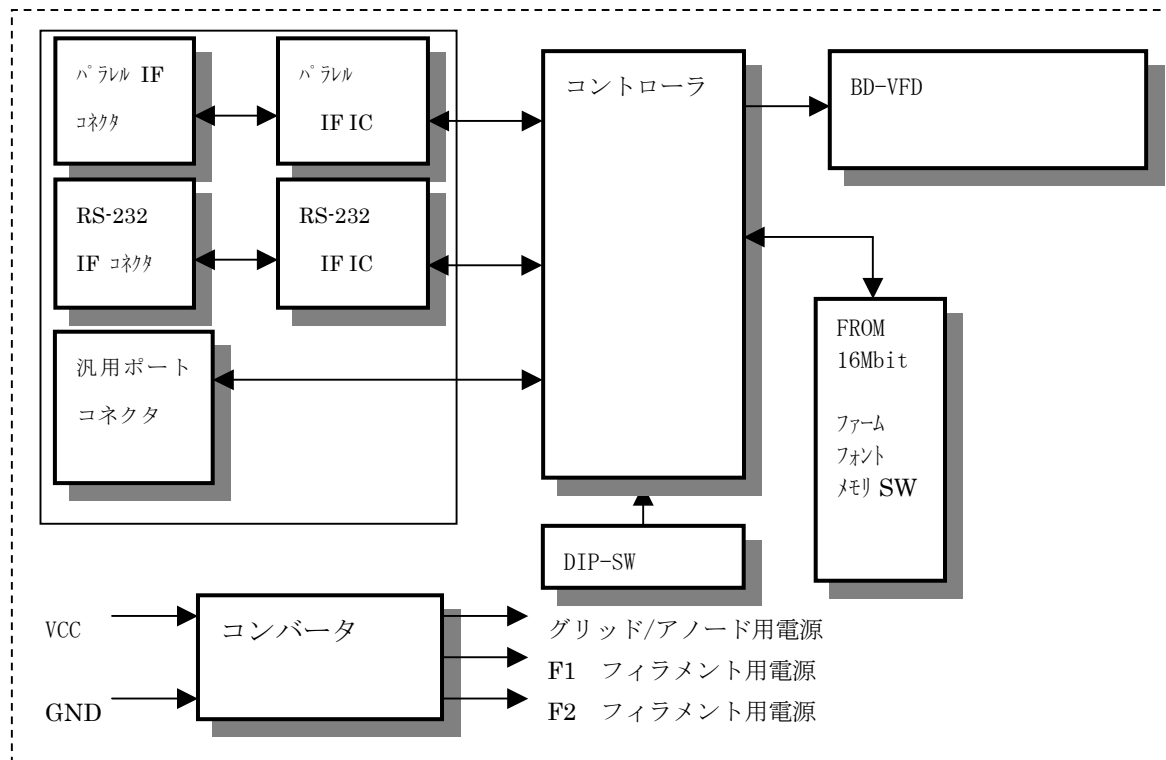 ﾊﾟﾗﾚﾙ IF
ｺﾈｸﾀ
ﾊﾟﾗﾚﾙ
IF IC
コントローラ
BD-VFD
RS-232
IF ｺﾈｸﾀ
RS-232
IF IC
汎用ポート
コネクタ
FROM
16Mbit
ﾌｧｰﾑ
ﾌｫﾝﾄ
ﾒﾓﾘ SW
DIP-SW
VCC
GND
コンバータ
グリッド/アノード用電源
F1 フィラメント用電源
F2 フィラメント用電源